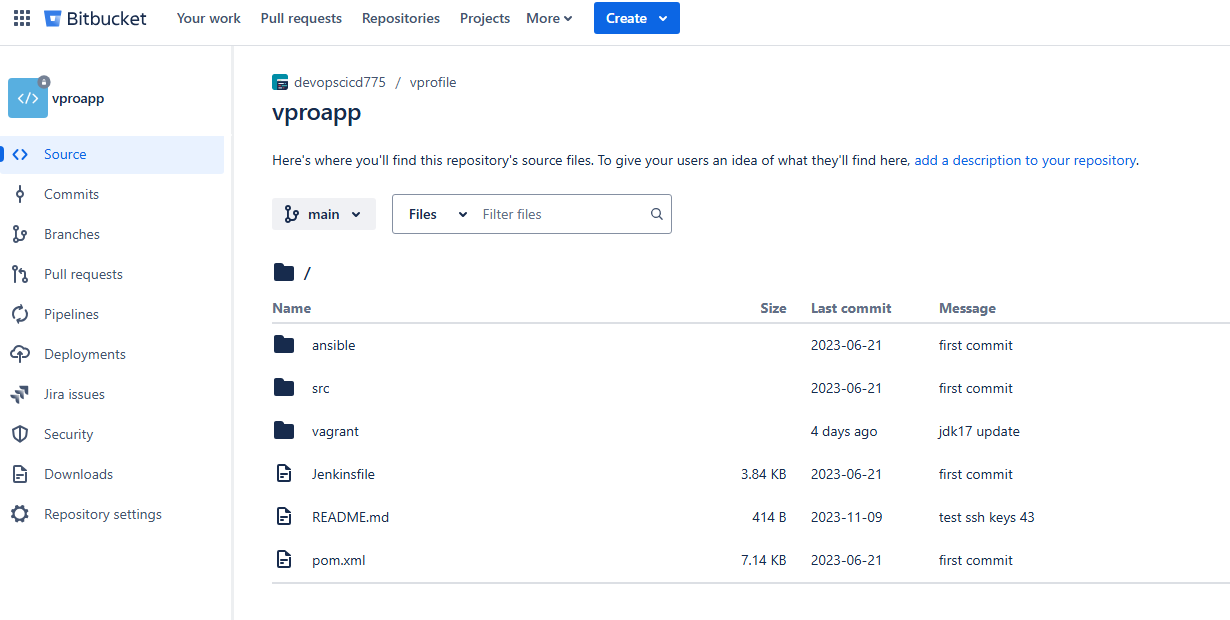 Bitbucket Your work Pull requests Repositories Projects More Create
vproapp
Source
Commits
Branches
Pull requests
Pipelines
Deployments
Jira issues
Security
Downloads
Repository settings
devopscicd775 / vprofile
vproapp
Here's where you'll find this repository's source files. To give your users an idea of what they'll find here, add a description to your repository.
main Files Filter files
/
Name Size Last commit Message
ansible 2023-06-21 first commit
src 2023-06-21 first commit
vagrant 4 days ago jdk17 update
Jenkinsfile 3.84 KB 2023-06-21 first commit
README.md 414 B 2023-11-09 test ssh keys 43
pom.xml 7.14 KB 2023-06-21 first commit